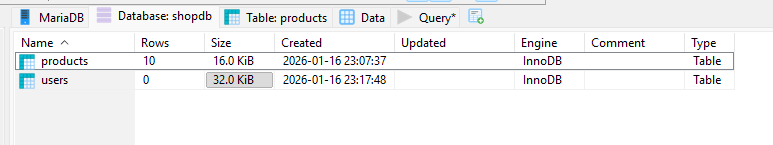 MariaDB Database: shopdb Table: products Data Query*
Name Rows Size Created Updated Engine Comment Type
products 10 16.0 KiB 2026-01-16 23:07:37 InnoDB Table
users 0 32.0 KiB 2026-01-16 23:17:48 InnoDB Table